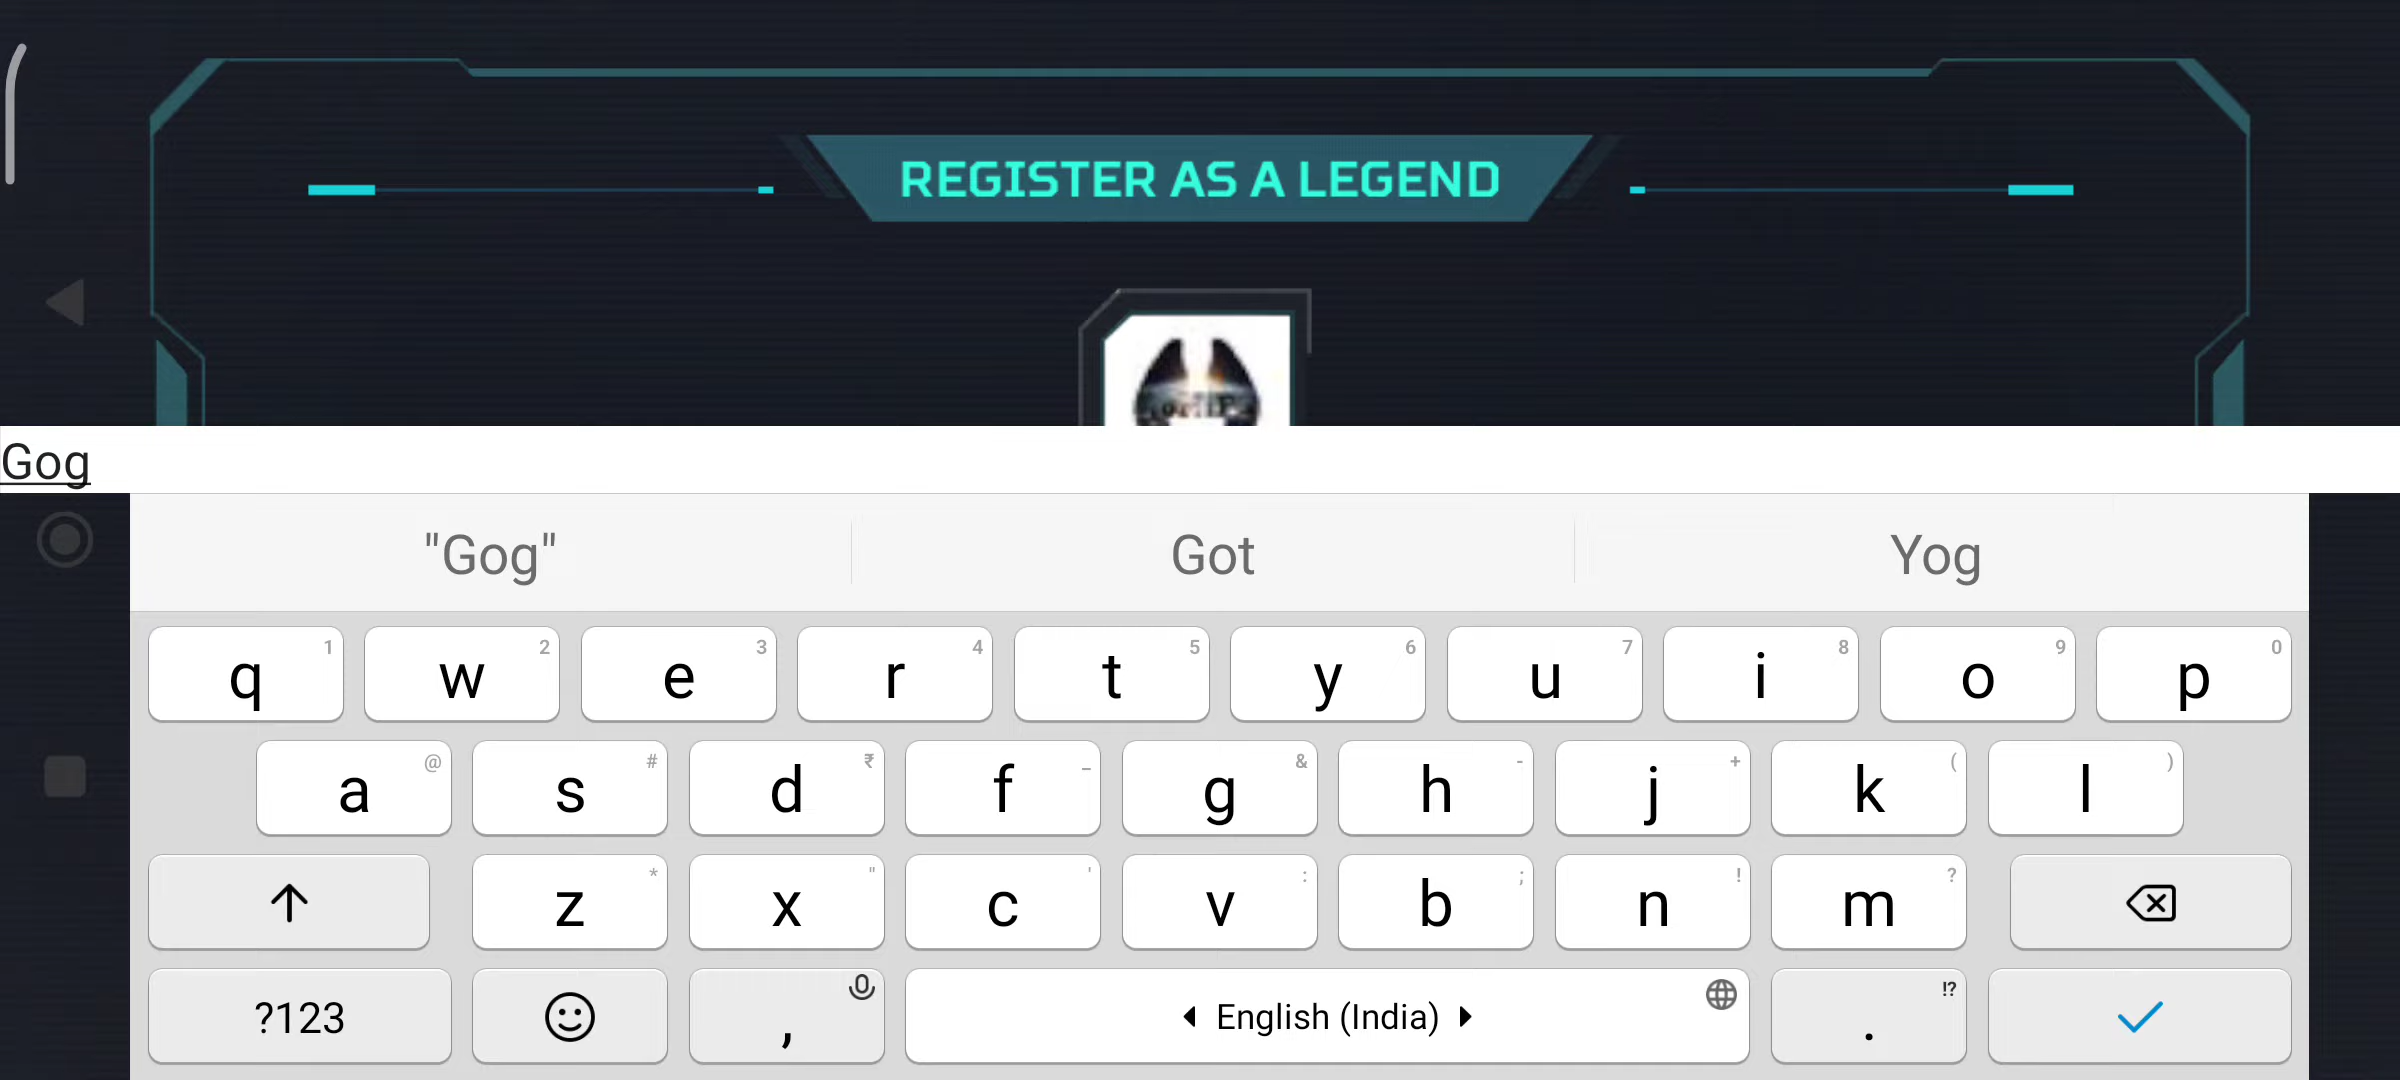 REGISTER AS A LEGEND
Gog
"Gog" Got Yog
q 1 w 2 e 3 r 4 t 5 y 6 u 7 i 8 o 9 p 0
a @ s # d ₹ f _ g & h - j + k ( l )
z * x " c ' v : b ; n ! m ?
?123 , English (India) . !?